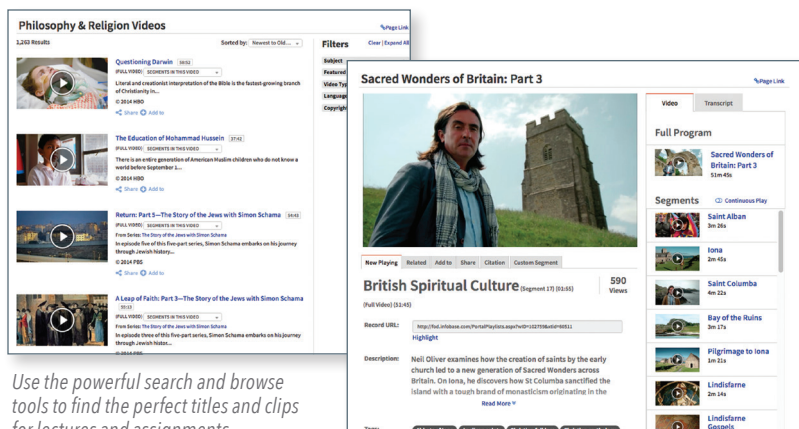 Philosophy & Religion Videos
Page Link
1,263 Results
Sorted by: Newest to Old...
Filters
Clear | Expand All
Subject
Featured
Video Typ
Language
Copyright
Questioning Darwin
(FULL VIDEO) SEGMENTS IN THIS VIDEO
Literal and creationist interpretation of the Bible is the fastest-growing branch
of Christianity in...
© 2014 HBO
Share Add to
The Education of Mohammad Hussein 37:42
(FULL VIDEO) SEGMENTS IN THIS VIDEO
There is an entire generation of American Muslim children who do not know a
world before September 1...
© 2014 HBO
Share Add to
Return: Part 5—The Story of the Jews with Simon Schama
(FULL VIDEO) SEGMENTS IN THIS VIDEO
From Series: The Story of the Jews with Simon Schama
In episode five of this five-part series, Simon Schama embarks on his journey
through Jewish history...
© 2014 PBS
Share Add to
A Leap of Faith: Part 3—The Story of the Jews with Simon Schama
(FULL VIDEO) SEGMENTS IN THIS VIDEO
From Series: The Story of the Jews with Simon Schama
In episode three of this five-part series, Simon Schama embarks on his journey
through Jewish histor...
© 2014 PBS
Use the powerful search and browse
tools to find the perfect titles and clips
for lectures and assignments
Sacred Wonders of Britain: Part 3
Page Link
Now Playing Related Add to Share Citation Custom Segment
British Spiritual Culture (Segment 17) (01:55)
590
Views
(Full Video) (51:45)
Record URL:
Highlight
Description: Neil Oliver examines how the creation of saints by the early
church led to a new generation of Sacred Wonders across
Britain. On Iona, he discovers how St Columba sanctified the
island with a tough brand of monasticism originating in the
Read More
Video Transcript
Full Program
Sacred Wonders of
Britain: Part 3
51m 45s
Segments Continuous Play
Saint Alban
3m 26s
Iona
2m 45s
Saint Columba
4m 22s
Bay of the Ruins
3m 17s
Pilgrimage to Iona
1m 21s
Lindisfarne
2m 14s
Lindisfarne
Gospels